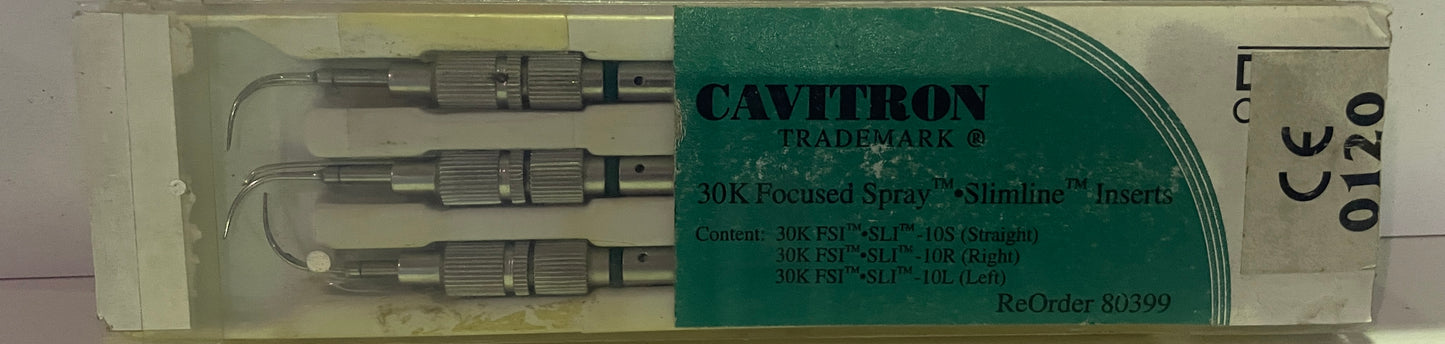 CAVITRON
TRADEMARK ®
30K Focused Spray™•Slimline™ Inserts
Content: 30K FSI™•SLI™-10S (Straight)
30K FSI™•SLI™-10R (Right)
30K FSI™•SLI™-10L (Left)
ReOrder 80399
CE
0120